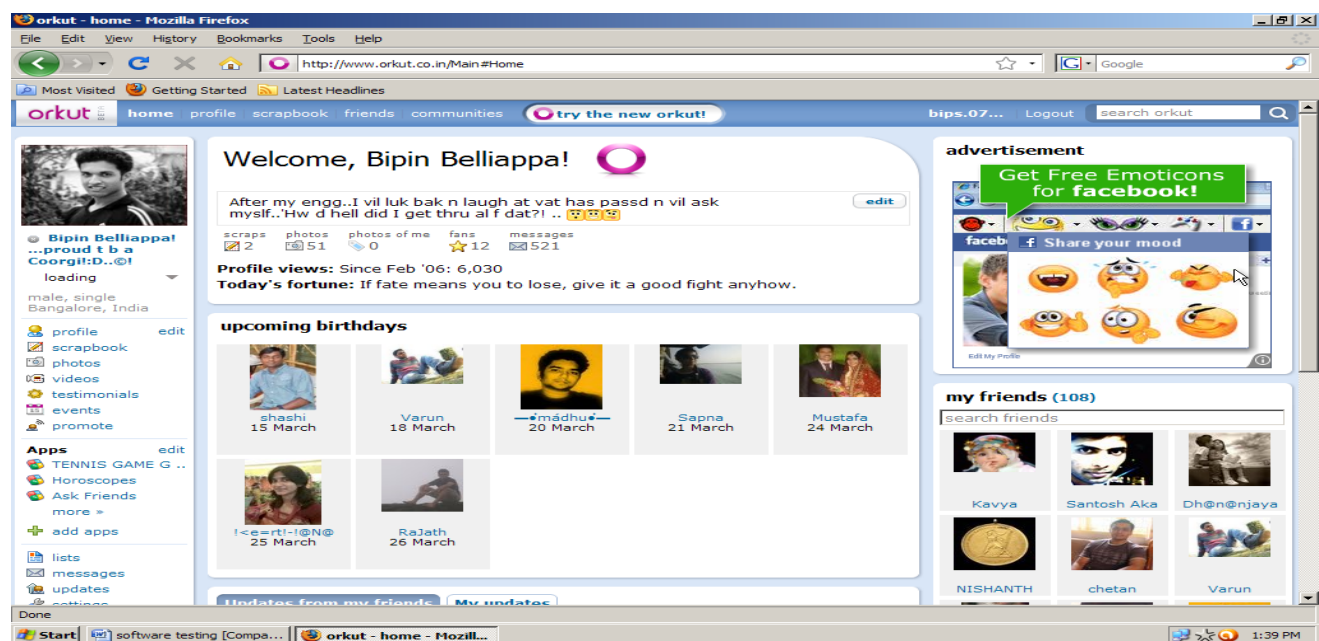 orkut - home - Mozilla Firefox
File Edit View History Bookmarks Tools Help
http://www.orkut.co.in/Main#Home
Google
Most Visited Getting Started Latest Headlines
orkut home profile scrapbook friends communities try the new orkut! bips.07... Logout search orkut
Bipin Belliappa!
...proud t b a
Coorgi!:D..©!
loading
male, single
Bangalore, India
profile edit
scrapbook
photos
videos
testimonials
events
promote
Apps edit
TENNIS GAME G ..
Horoscopes
Ask Friends
more »
add apps
lists
messages
updates
settings
Welcome, Bipin Belliappa!
After my engg..I vil luk bak n laugh at vat has passd n vil ask
myslf..'Hw d hell did I get thru al f dat?! ..
edit
scraps photos photos of me fans messages
2 51 0 12 521
Profile views: Since Feb '06: 6,030
Today's fortune: If fate means you to lose, give it a good fight anyhow.
upcoming birthdays
shashi Varun —•mádhu•— Sapna Mustafa
15 March 18 March 20 March 21 March 24 March
!<e=rt!-!@N@ RaJath
25 March 26 March
Updates from my friends My updates
advertisement
Get Free Emoticons
for facebook!
faceb
Share your mood
Edit My Profile
my friends (108)
search friends
Kavya Santosh Aka Dh@n@njaya
NISHANTH chetan Varun
Done
Start software testing [Compa... orkut - home - Mozill... 1:39 PM